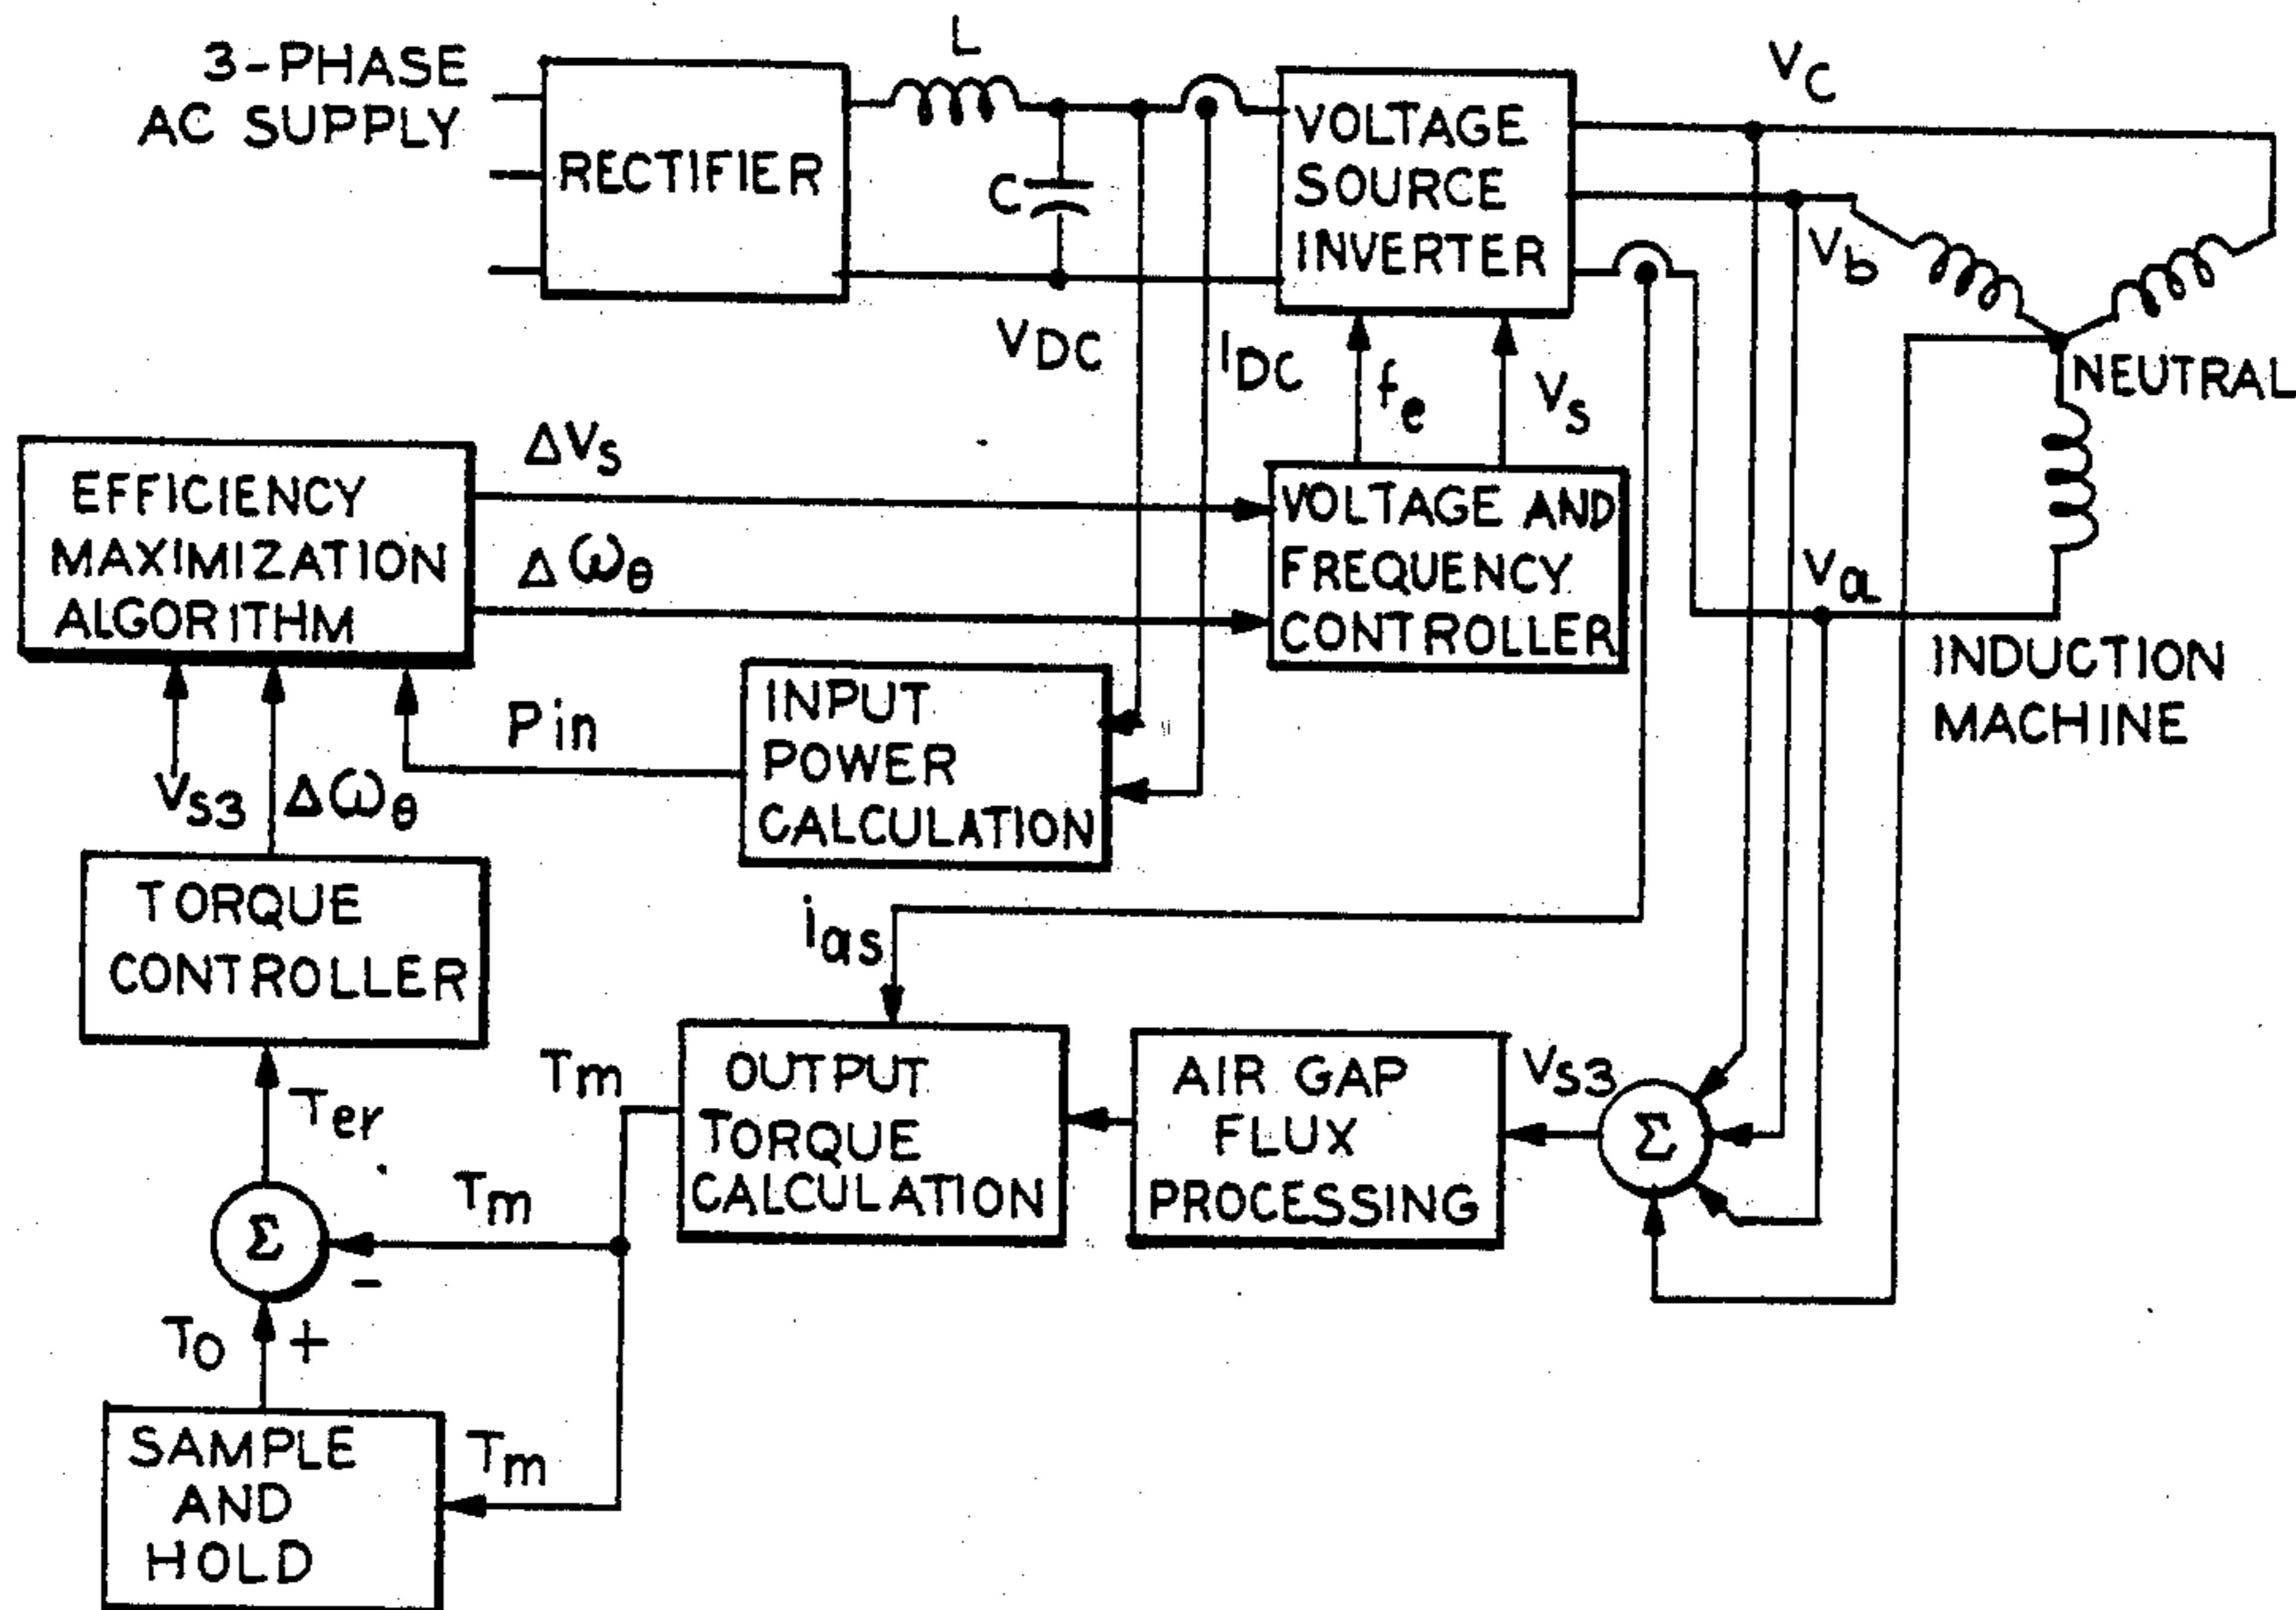 L
3-PHASE
AC SUPPLY
RECTIFIER
C
VOLTAGE
SOURCE
INVERTER
VC
Vb
VDC
IDC
fe
Vs
NEUTRAL
EFFICIENCY
MAXIMIZATION
ALGORITHM
ΔVS
Δωθ
VOLTAGE AND
FREQUENCY
CONTROLLER
Va
INDUCTION
MACHINE
Pin
INPUT
POWER
CALCULATION
VS3
Δωθ
TORQUE
CONTROLLER
ias
Tm
OUTPUT
TORQUE
CALCULATION
AIR GAP
FLUX
PROCESSING
VS3
Σ
Ter
Tm
Σ
-
TO
+
SAMPLE
AND
HOLD
Tm